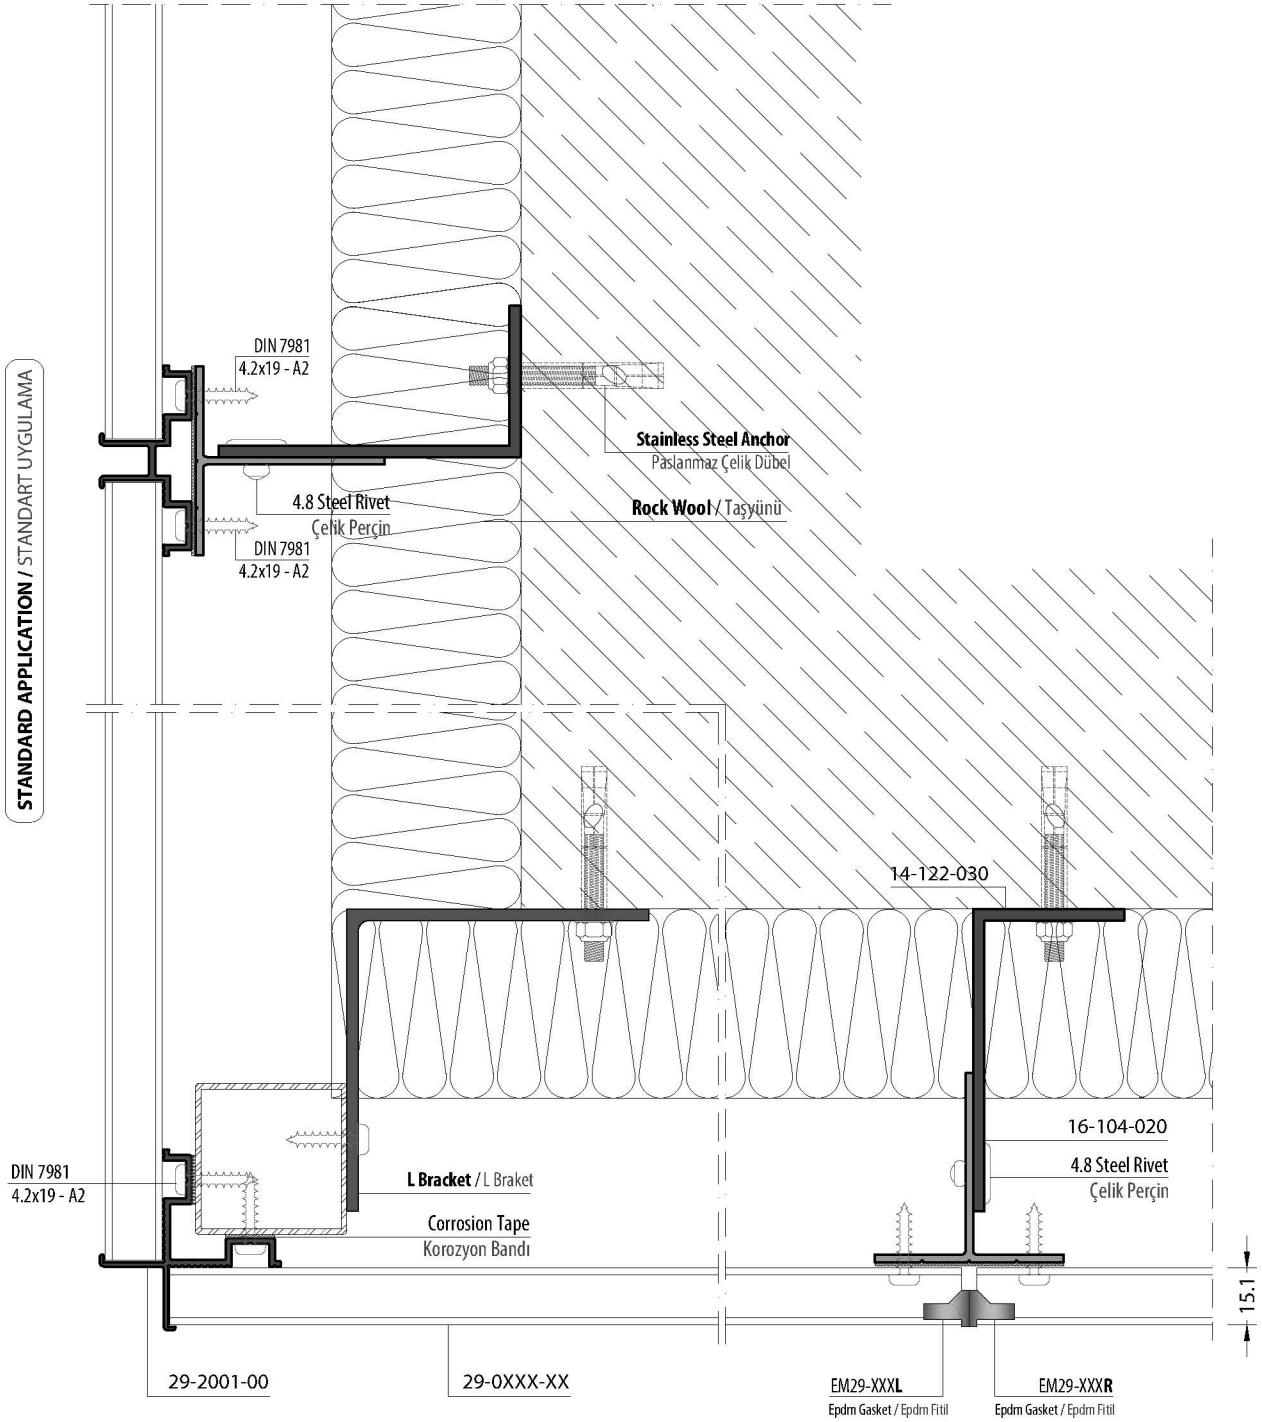 STANDARD APPLICATION / STANDART UYGULAMA
DIN 7981
4.2x19 - A2
Stainless Steel Anchor
Paslanmaz Çelik Dübel
4.8 Steel Rivet
Çelik Perçin
Rock Wool / Taşyünü
DIN 7981
4.2x19 - A2
14-122-030
16-104-020
4.8 Steel Rivet
Çelik Perçin
DIN 7981
4.2x19 - A2
L Bracket / L Braket
Corrosion Tape
Korozyon Bandı
15.1
29-2001-00
29-0XXX-XX
EM29-XXXL
Epdm Gasket / Epdm Fitil
EM29-XXXR
Epdm Gasket / Epdm Fitil